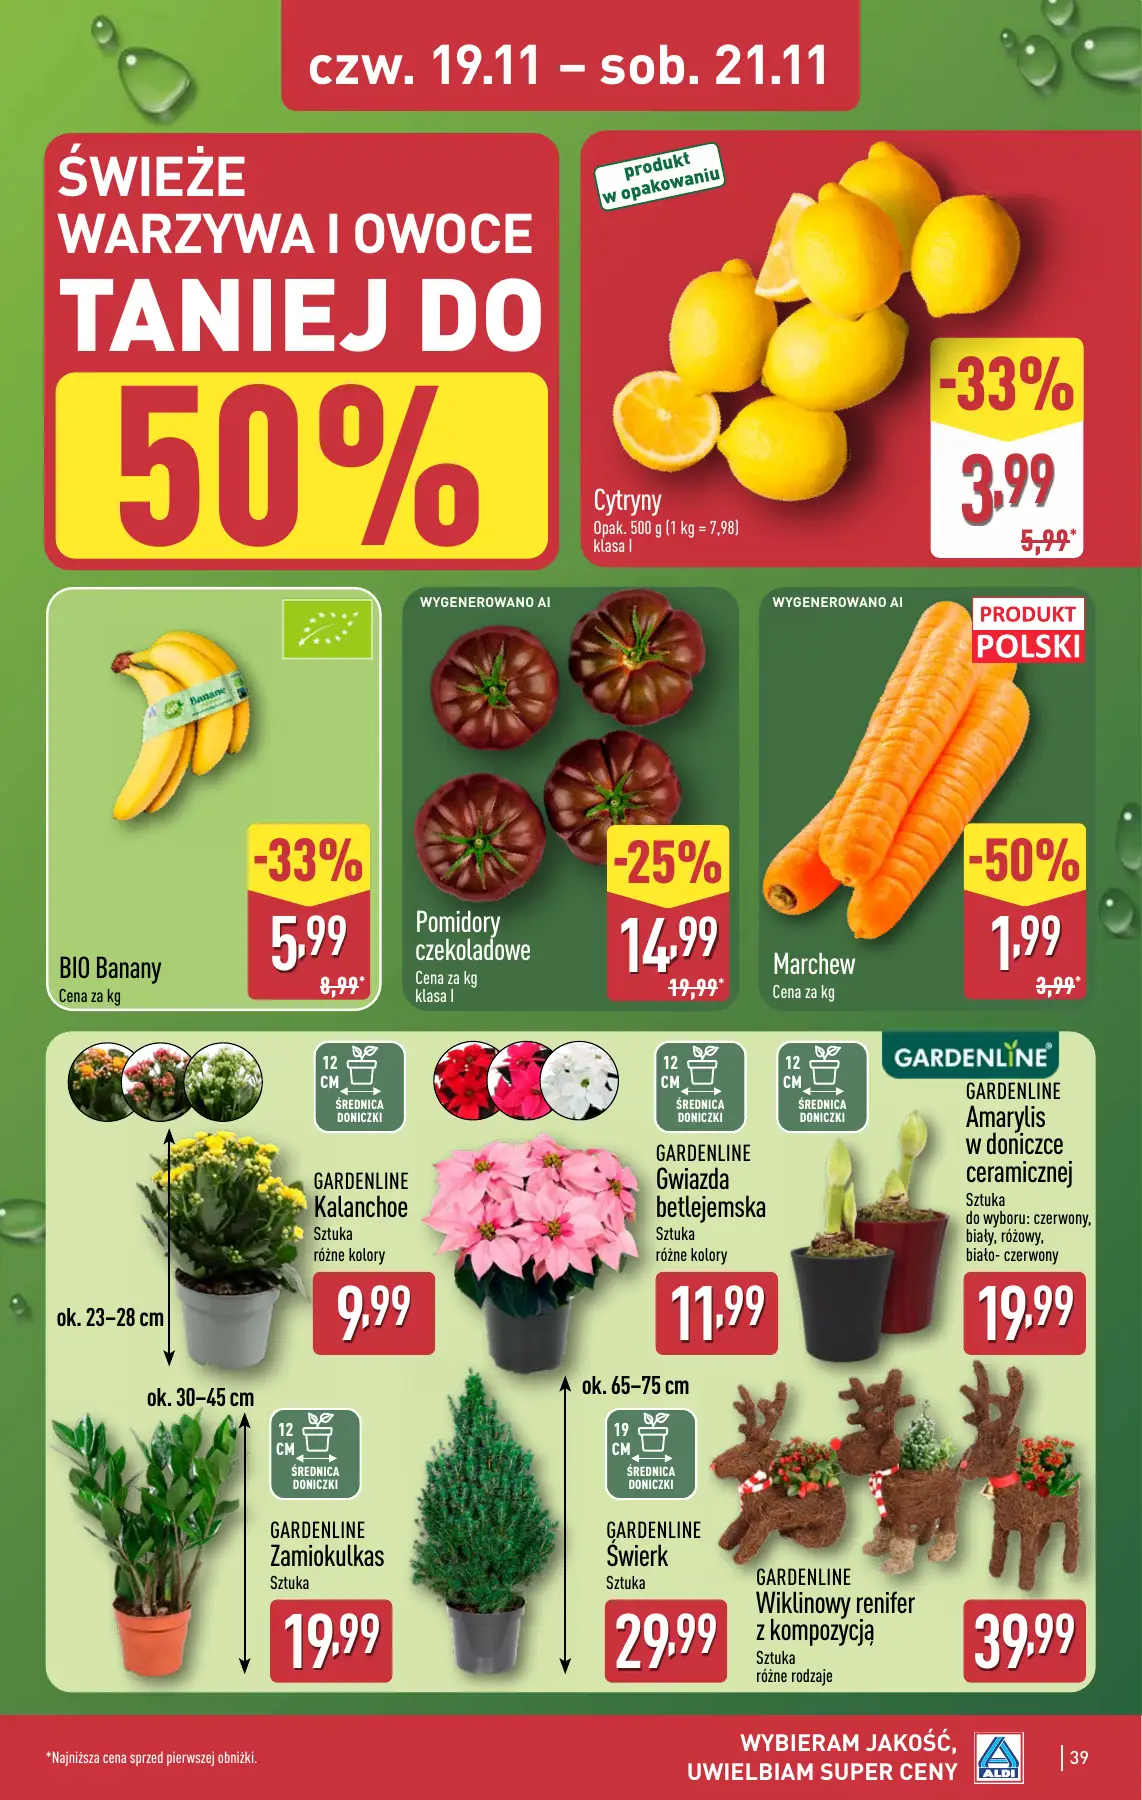 czw. 19.11 – sob. 21.11
ŚWIEŻE
WARZYWA I OWOCE
TANIEJ DO
50%
produkt
w opakowaniu
Cytryny
Opak. 500 g (1 kg = 7,98)
klasa I
-33%
3,99
5,99*
BIO Banany
Cena za kg
Banane
-33%
5,99
8,99*
WYGENEROWANO AI
Pomidory
czekoladowe
Cena za kg
klasa I
-25%
14,99
19,99*
WYGENEROWANO AI
PRODUKT
POLSKI
Marchew
Cena za kg
-50%
1,99
3,99*
GARDENLINE®
12
CM
ŚREDNICA
DONICZKI
GARDENLINE
Kalanchoe
Sztuka
różne kolory
9,99
ok. 23–28 cm
12
CM
ŚREDNICA
DONICZKI
GARDENLINE
Gwiazda
betlejemska
Sztuka
różne kolory
11,99
12
CM
ŚREDNICA
DONICZKI
GARDENLINE
Amarylis
w doniczce
ceramicznej
Sztuka
do wyboru: czerwony,
biały, różowy,
biało- czerwony
19,99
ok. 30–45 cm
12
CM
ŚREDNICA
DONICZKI
GARDENLINE
Zamiokulkas
Sztuka
19,99
ok. 65–75 cm
19
CM
ŚREDNICA
DONICZKI
GARDENLINE
Świerk
Sztuka
29,99
GARDENLINE
Wiklinowy renifer
z kompozycją
Sztuka
różne rodzaje
39,99
*Najniższa cena sprzed pierwszej obniżki.
WYBIERAM JAKOŚĆ,
UWIELBIAM SUPER CENY
ALDI
39